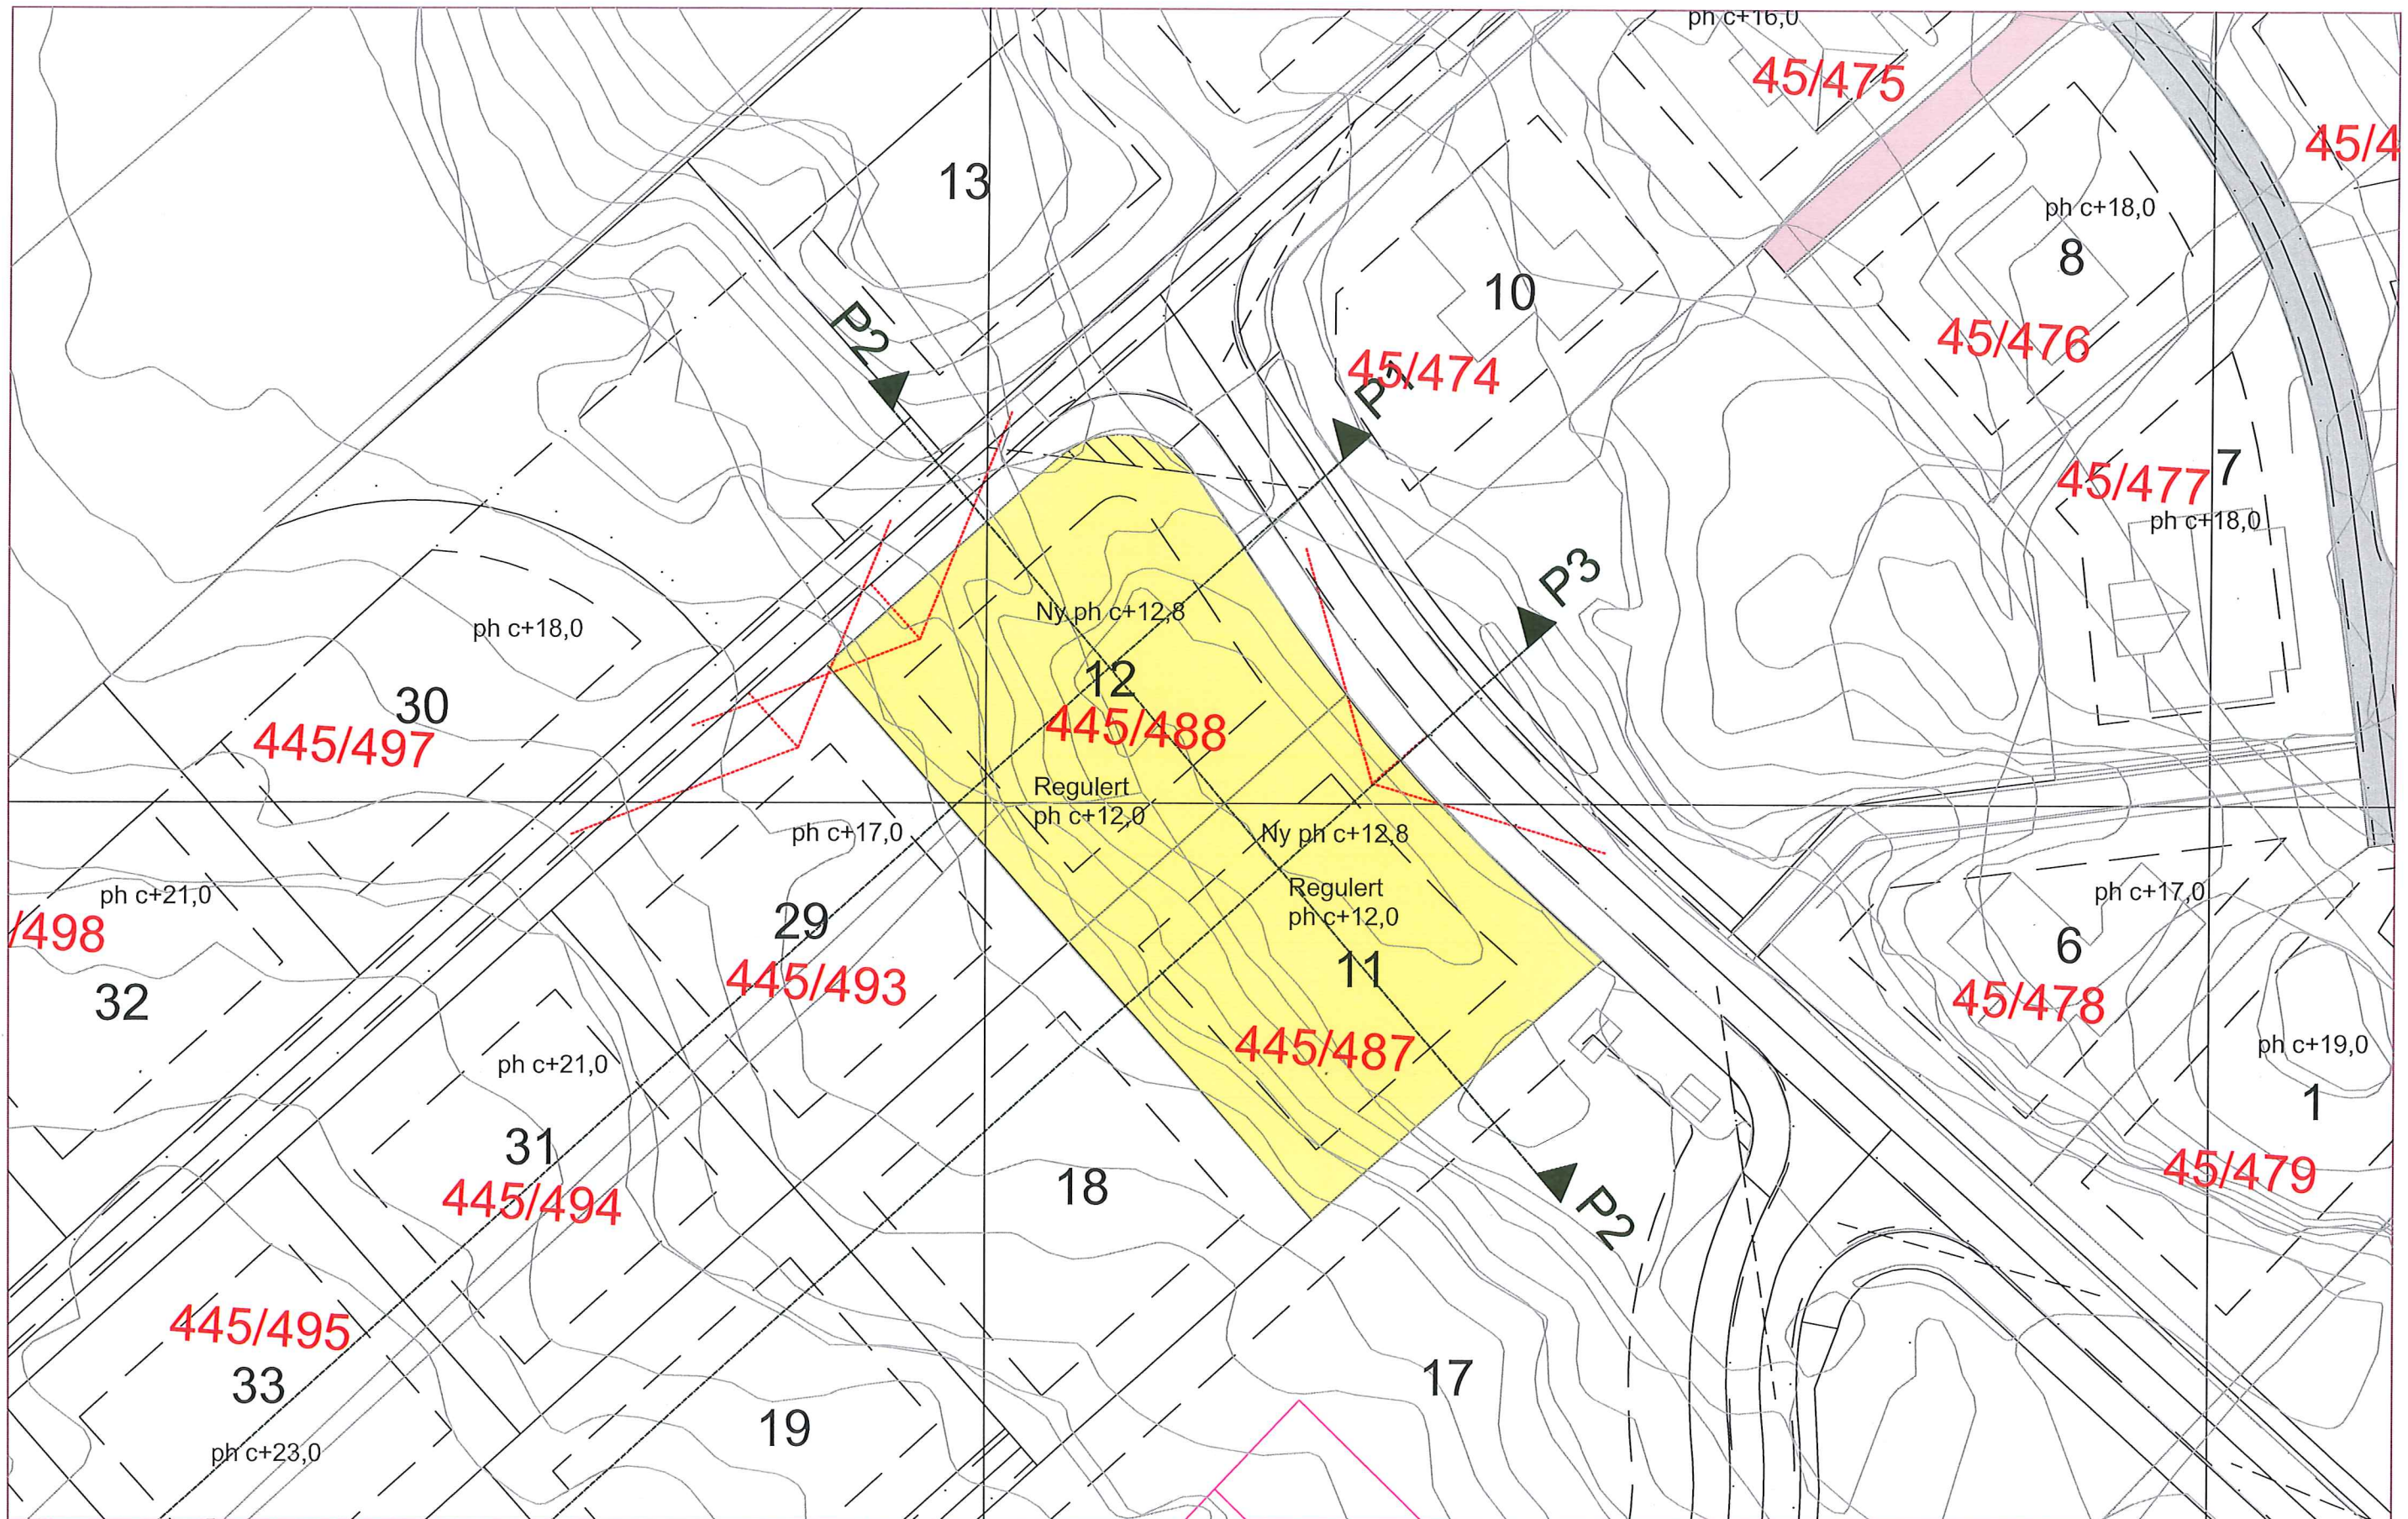 ph c+16,0
45/475
45/4
13
ph c+18,0
8
10
P2
45/476
45/474
P1
7
45/477
ph c+18,0
P3
Ny ph c+12,8
ph c+18,0
12
30
445/488
445/497
Regulert
ph c+12,0
ph c+17,0
Ny ph c+12,8
Regulert
ph c+12,0
ph c+21,0
ph c+17,0
29
/498
6
11
445/493
32
45/478
445/487
ph c+19,0
ph c+21,0
1
31
18
45/479
445/494
P2
445/495
33
17
19
ph c+23,0